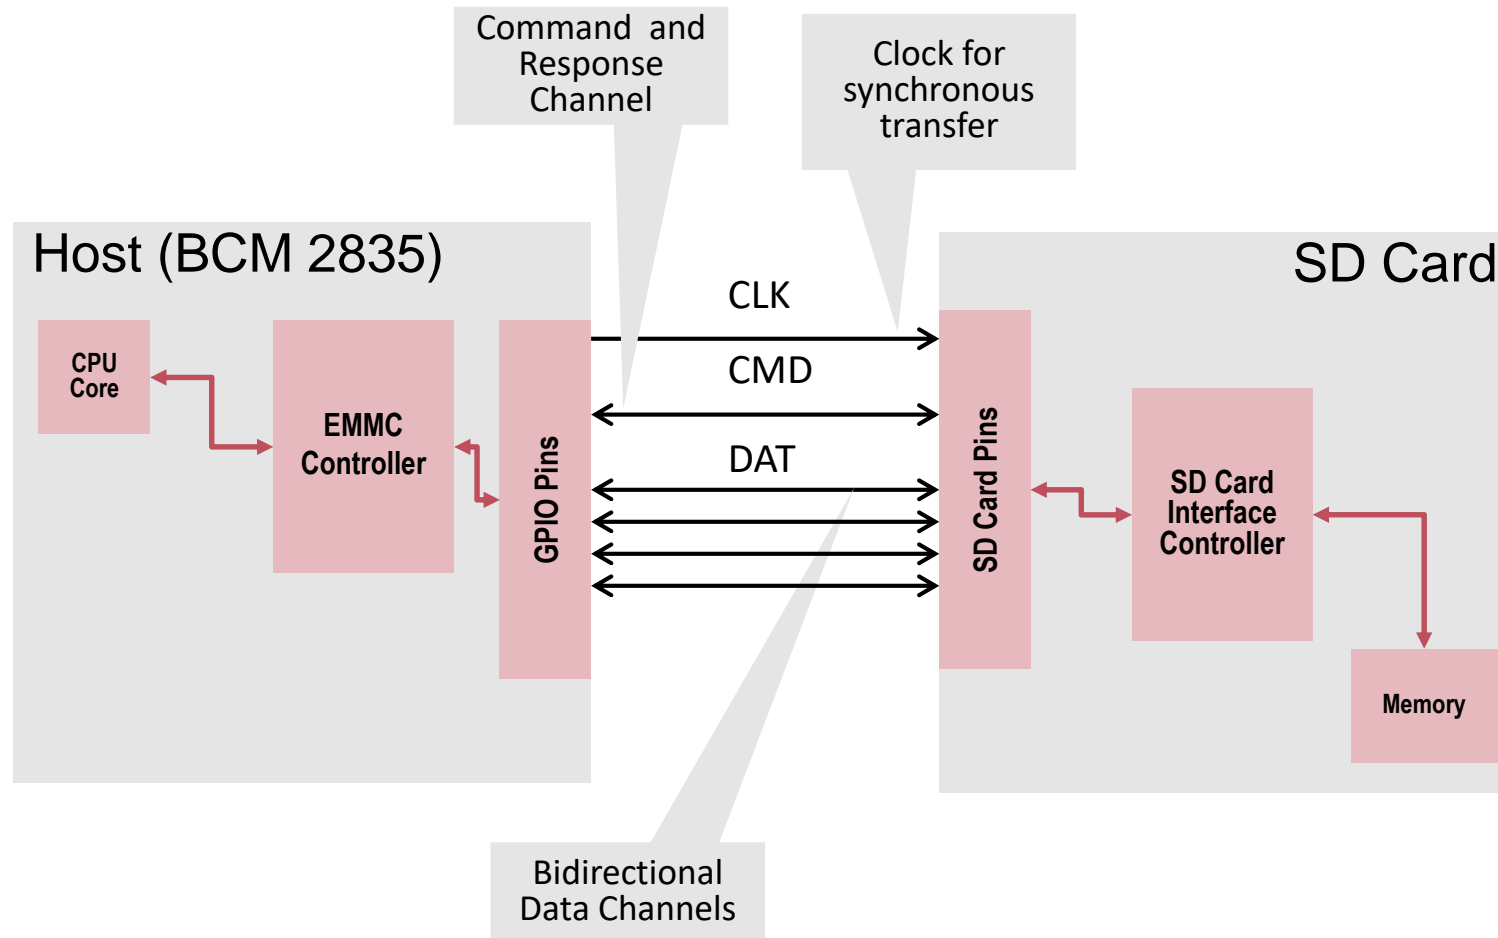 Command and
Response
Channel
Clock for
synchronous
transfer
Host (BCM 2835)
SD Card
CPU
Core
EMMC
Controller
GPIO Pins
CLK
CMD
DAT
SD Card Pins
SD Card
Interface
Controller
Memory
Bidirectional
Data Channels